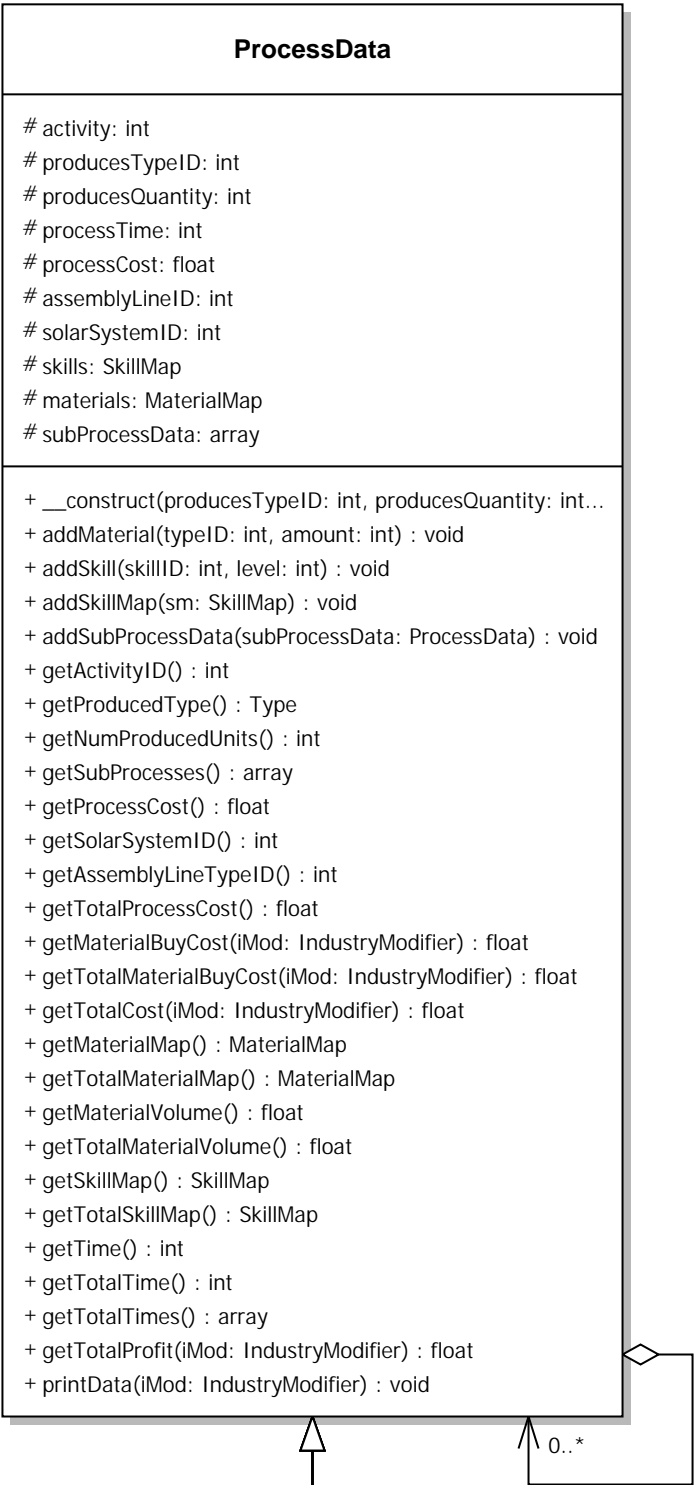 ProcessData
# activity: int
# producesTypeID: int
# producesQuantity: int
# processTime: int
# processCost: float
# assemblyLineID: int
# solarSystemID: int
# skills: SkillMap
# materials: MaterialMap
# subProcessData: array
+ __construct(producesTypeID: int, producesQuantity: int...
+ addMaterial(typeID: int, amount: int) : void
+ addSkill(skillID: int, level: int) : void
+ addSkillMap(sm: SkillMap) : void
+ addSubProcessData(subProcessData: ProcessData) : void
+ getActivityID() : int
+ getProducedType() : Type
+ getNumProducedUnits() : int
+ getSubProcesses() : array
+ getProcessCost() : float
+ getSolarSystemID() : int
+ getAssemblyLineTypeID() : int
+ getTotalProcessCost() : float
+ getMaterialBuyCost(iMod: IndustryModifier) : float
+ getTotalMaterialBuyCost(iMod: IndustryModifier) : float
+ getTotalCost(iMod: IndustryModifier) : float
+ getMaterialMap() : MaterialMap
+ getTotalMaterialMap() : MaterialMap
+ getMaterialVolume() : float
+ getTotalMaterialVolume() : float
+ getSkillMap() : SkillMap
+ getTotalSkillMap() : SkillMap
+ getTime() : int
+ getTotalTime() : int
+ getTotalTimes() : array
+ getTotalProfit(iMod: IndustryModifier) : float
+ printData(iMod: IndustryModifier) : void
0..*